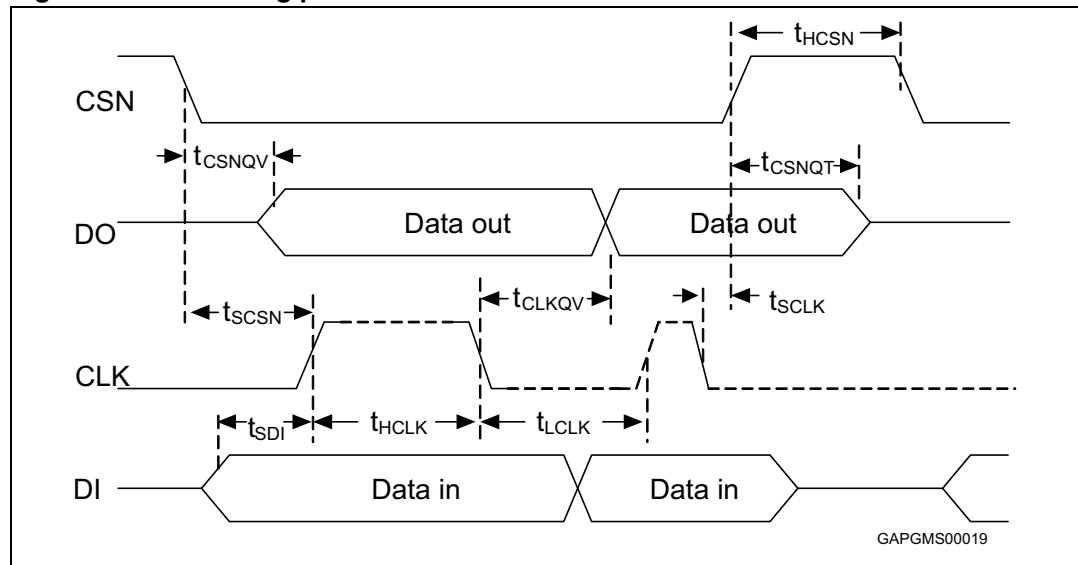 tHCSN
CSN
tCSNQV
tCSNQT
Data out
Data out
DO
tSCSN
tCLKQV
tSCLK
CLK
tSDI
tHCLK
tLCLK
DI
Data in
Data in
GAPGMS00019